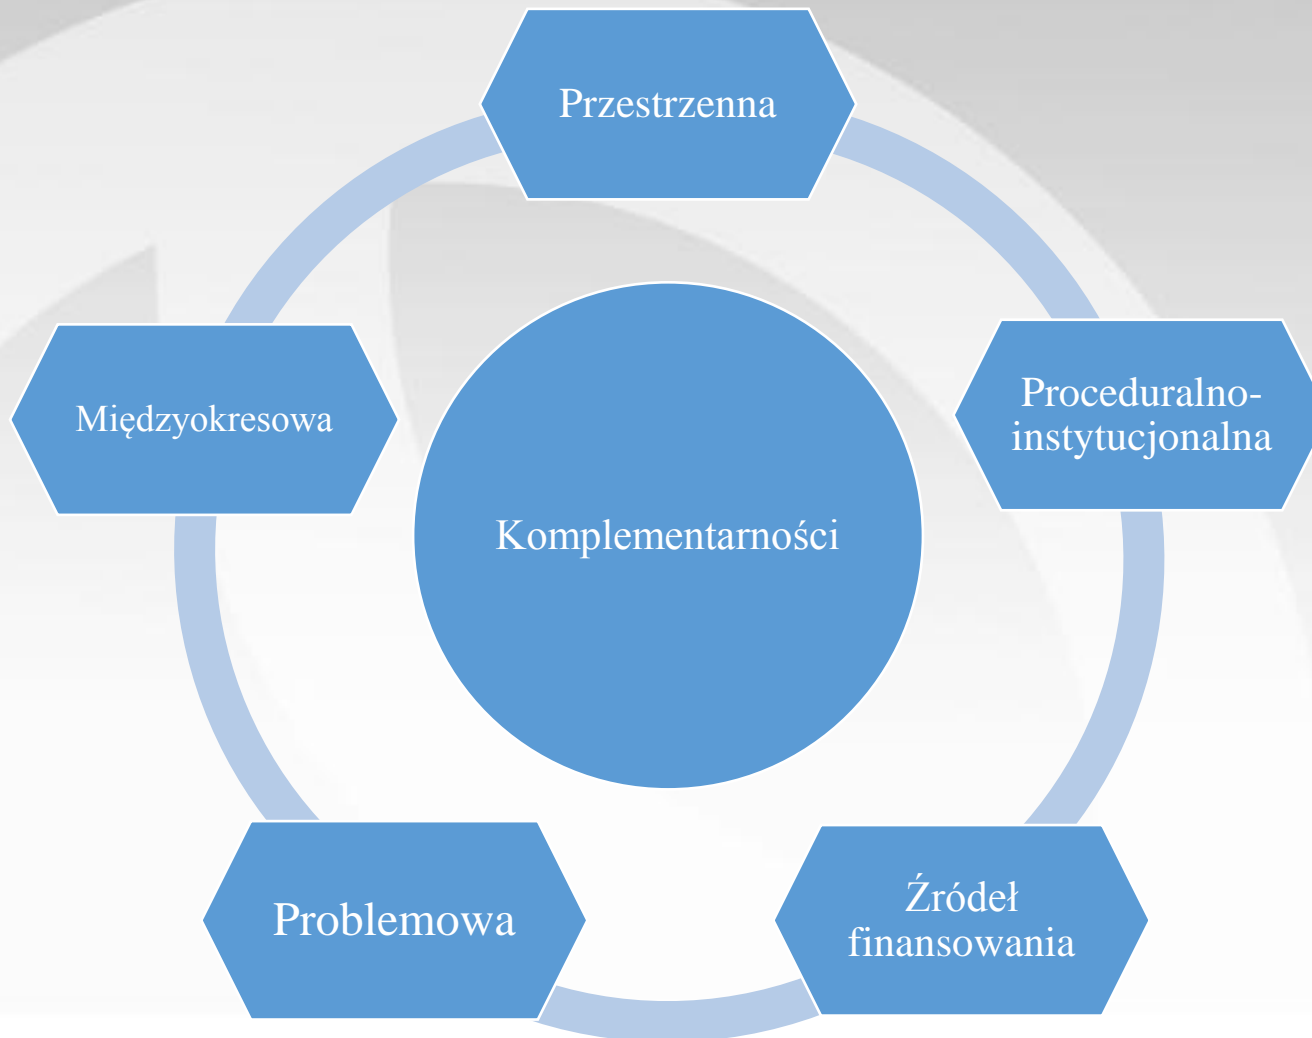 Przestrzenna
Międzyokresowa
Proceduralno-
instytucjonalna
Komplementarności
Problemowa
Źródeł
finansowania